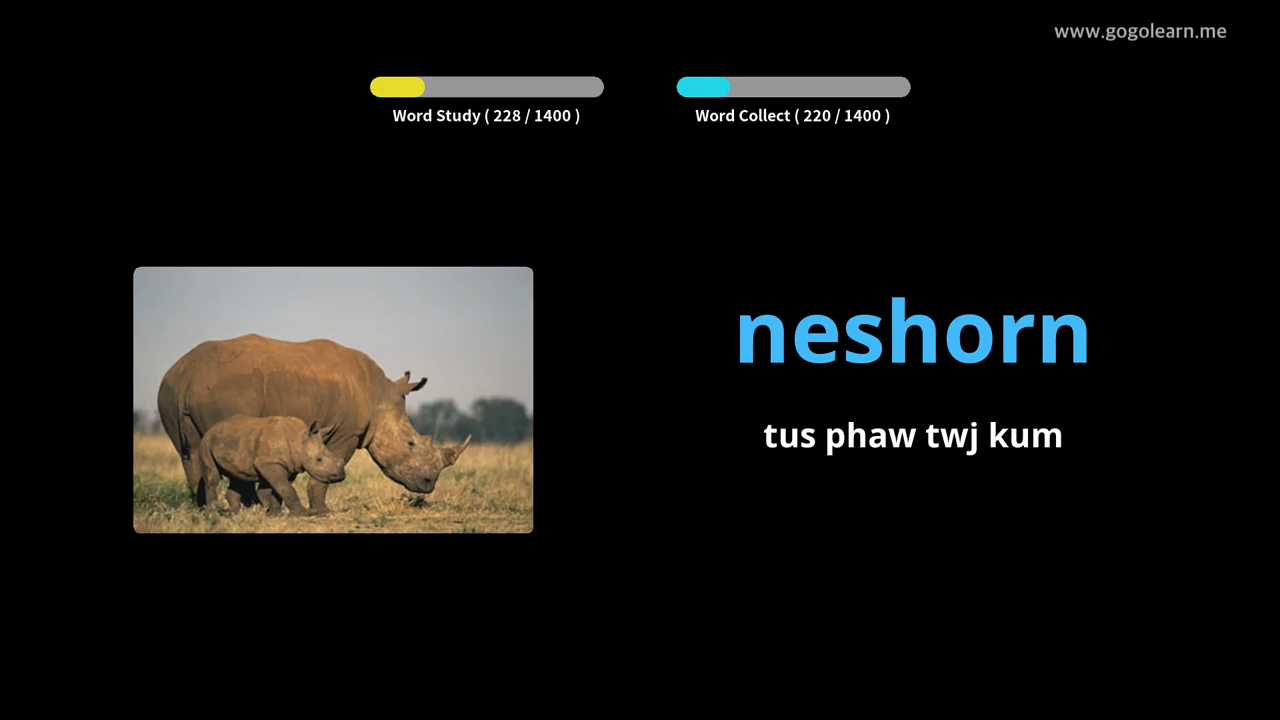 www.gogolearn.me
Word Study ( 228 / 1400 )
Word Collect ( 220 / 1400 )
neshorn
tus phaw twj kum